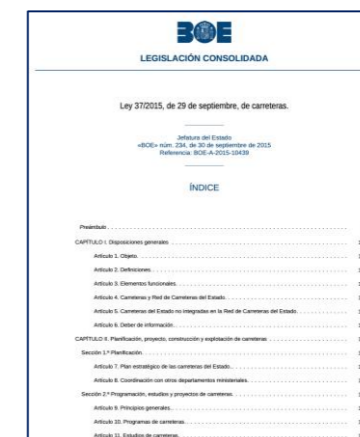 BOE
LEGISLACIÓN CONSOLIDADA
Ley 37/2015, de 29 de septiembre, de carreteras.
Jefatura del Estado
«BOE» núm. 234, de 30 de septiembre de 2015
Referencia: BOE-A-2015-10439
ÍNDICE
Preámbulo
CAPÍTULO I. Disposiciones generales
Artículo 1. Objeto.
Artículo 2. Definiciones.
Artículo 3. Elementos funcionales.
Artículo 4. Carreteras y Red de Carreteras del Estado.
Artículo 5. Carreteras del Estado no integradas en la Red de Carreteras del Estado.
Artículo 6. Deber de información.
CAPÍTULO II. Planificación, proyecto, construcción y explotación de carreteras
Sección 1.ª Planificación
Artículo 7. Plan estratégico de las carreteras del Estado.
Artículo 8. Coordinación con otros departamentos ministeriales.
Sección 2.ª Programación, estudios y proyectos de carreteras
Artículo 9. Principios generales.
Artículo 10. Programas de carreteras.
Artículo 11. Estudios de carreteras.